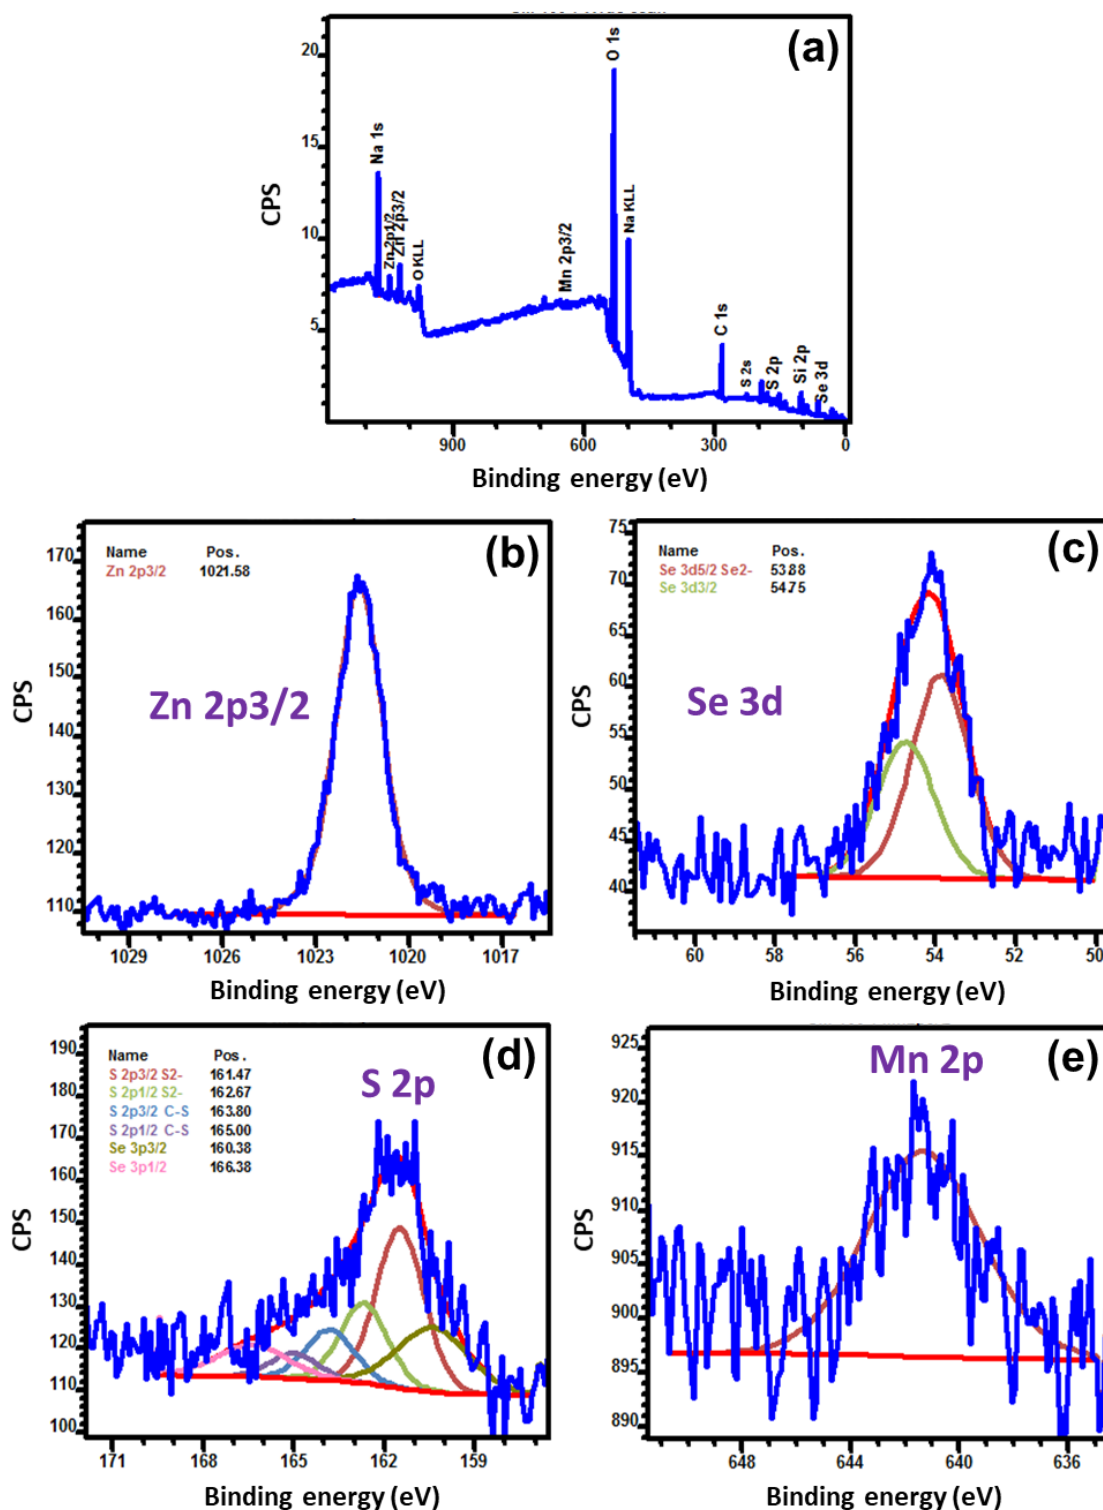 (a)
20
15
10
5
CPS
Na 1s
Zn 2p1/2
Zn 2p3/2
O KLL
Mn 2p3/2
O 1s
Na KLL
C 1s
S 2s
S 2p
Si 2p
Se 3d
900 600 300 0
Binding energy (eV)
(b)
Name Pos.
Zn 2p3/2 1021.58
Zn 2p3/2
170
160
150
140
130
120
110
CPS
1029 1026 1023 1020 1017
Binding energy (eV)
(c)
Name Pos.
Se 3d5/2 Se2- 53.88
Se 3d3/2 54.75
Se 3d
75
70
65
60
55
50
45
40
CPS
60 58 56 54 52 50
Binding energy (eV)
(d)
Name Pos.
S 2p3/2 S2- 161.47
S 2p1/2 S2- 162.67
S 2p3/2 C-S 163.80
S 2p1/2 C-S 165.00
Se 3p3/2 160.38
Se 3p1/2 166.38
S 2p
190
180
170
160
150
140
130
120
110
100
CPS
171 168 165 162 159
Binding energy (eV)
(e)
Mn 2p
925
920
915
910
905
900
895
890
CPS
648 644 640 636
Binding energy (eV)